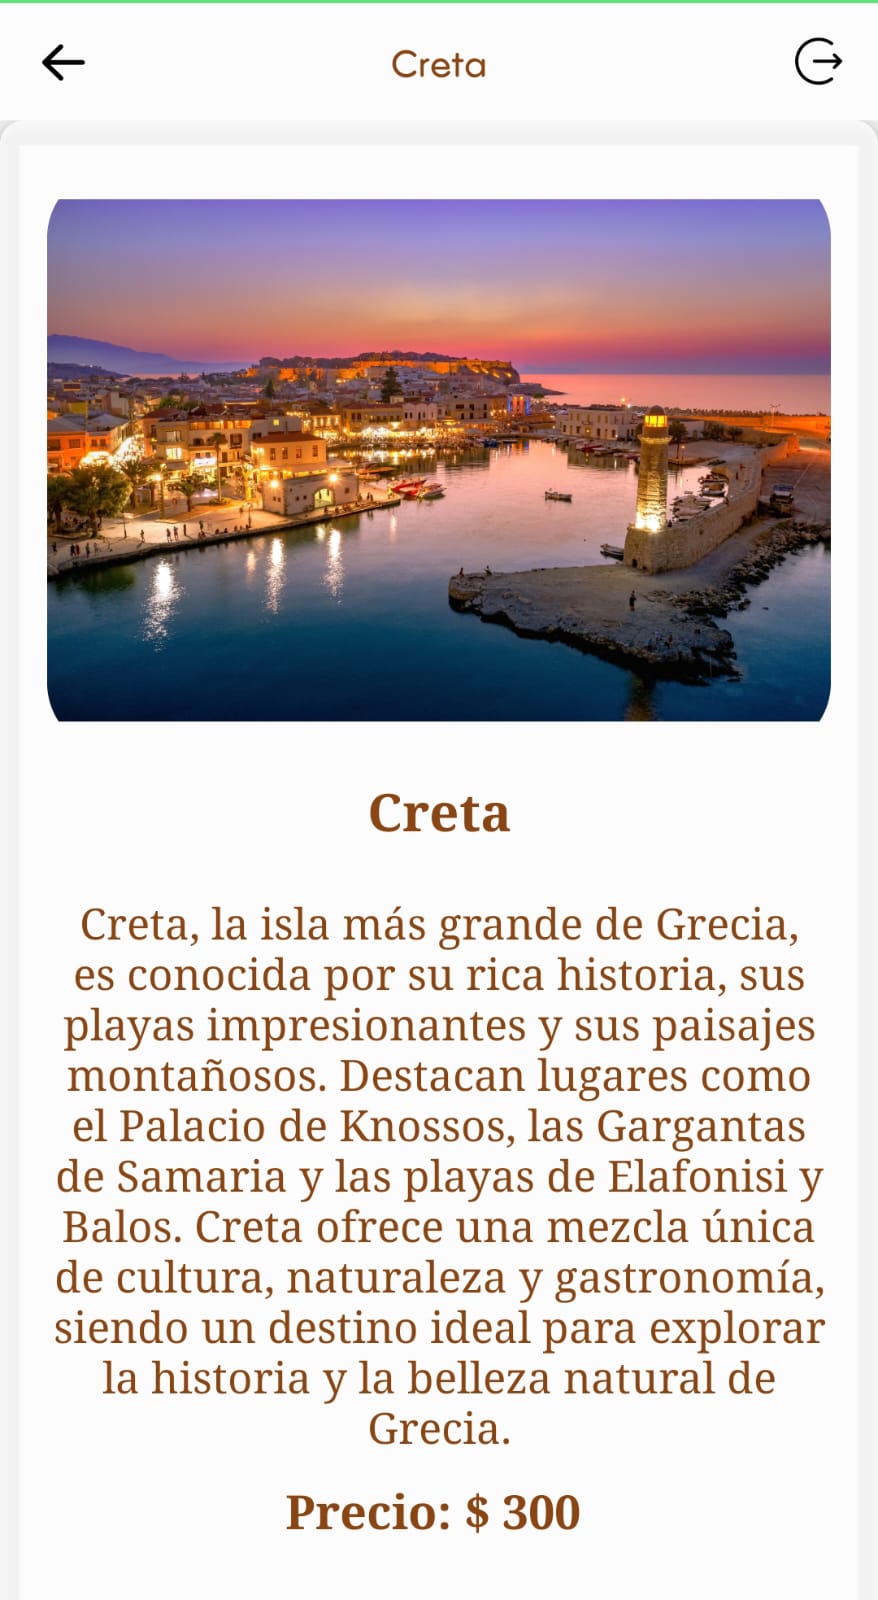 Creta
Creta
Creta, la isla más grande de Grecia,
es conocida por su rica historia, sus
playas impresionantes y sus paisajes
montañosos. Destacan lugares como
el Palacio de Knossos, las Gargantas
de Samaria y las playas de Elafonisi y
Balos. Creta ofrece una mezcla única
de cultura, naturaleza y gastronomía,
siendo un destino ideal para explorar
la historia y la belleza natural de
Grecia.
Precio: $ 300